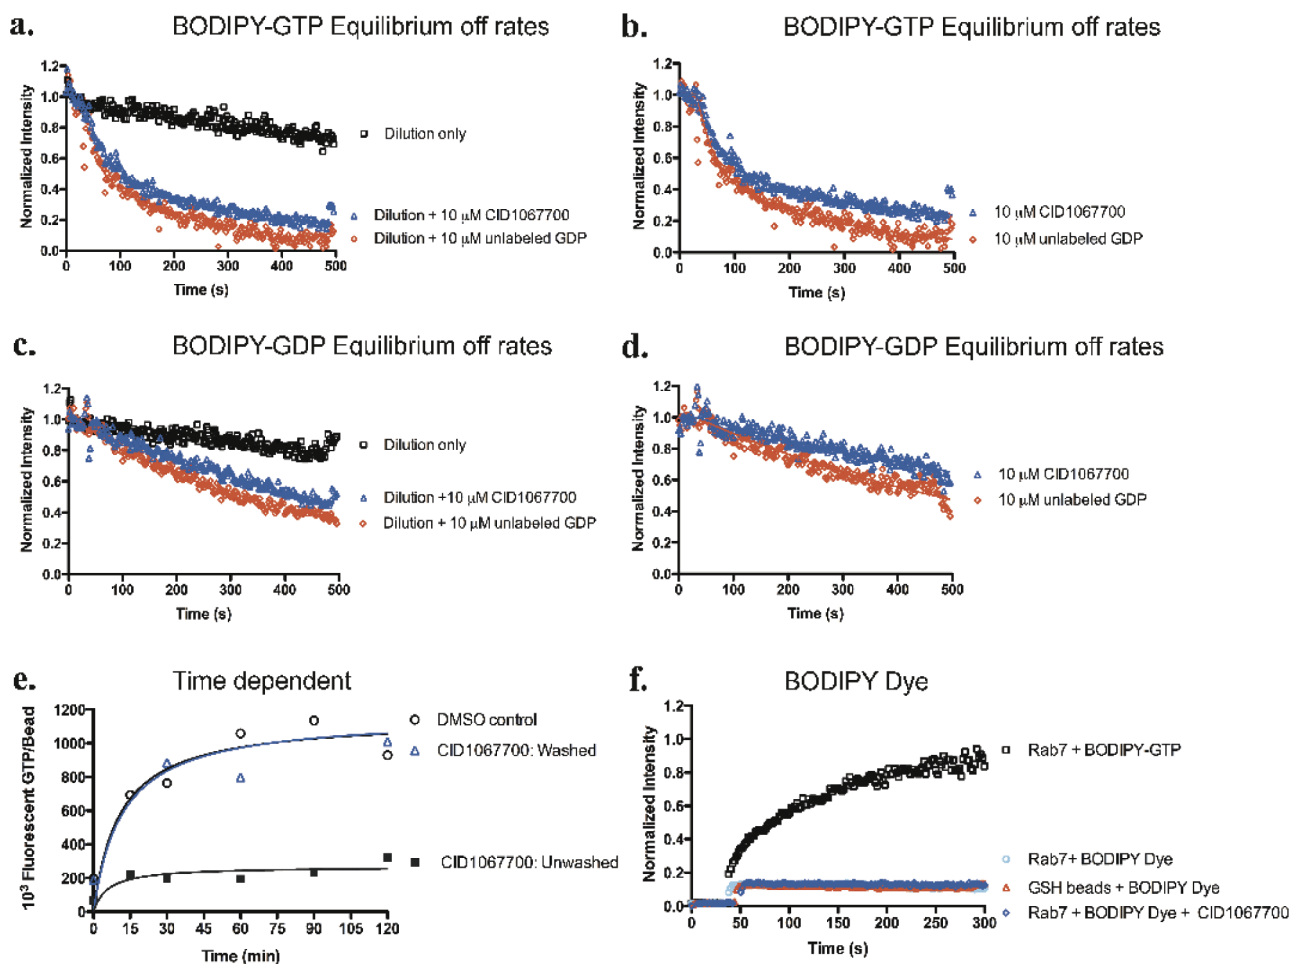 a. BODIPY-GTP Equilibrium off rates
Normalized Intensity
1.2
1.0
0.8
0.6
0.4
0.2
0.0
0 100 200 300 400 500
Time (s)
Dilution only
Dilution + 10 µM CID1067700
Dilution + 10 µM unlabeled GDP
b. BODIPY-GTP Equilibrium off rates
Normalized Intensity
1.2
1.0
0.8
0.6
0.4
0.2
0.0
0 100 200 300 400 500
Time (s)
10 µM CID1067700
10 µM unlabeled GDP
c. BODIPY-GDP Equilibrium off rates
Normalized Intensity
1.2
1.0
0.8
0.6
0.4
0.2
0.0
0 100 200 300 400 500
Time (s)
Dilution only
Dilution +10 µM CID1067700
Dilution + 10 µM unlabeled GDP
d. BODIPY-GDP Equilibrium off rates
Normalized Intensity
1.2
1.0
0.8
0.6
0.4
0.2
0.0
0 100 200 300 400 500
Time (s)
10 µM CID1067700
10 µM unlabeled GDP
e. Time dependent
10³ Fluorescent GTP/Bead
1200
1000
800
600
400
200
0
0 15 30 45 60 75 90 105 120
Time (min)
DMSO control
CID1067700: Washed
CID1067700: Unwashed
f. BODIPY Dye
Normalized Intensity
1.0
0.8
0.6
0.4
0.2
0.0
0 50 100 150 200 250 300
Time (s)
Rab7 + BODIPY-GTP
Rab7+ BODIPY Dye
GSH beads + BODIPY Dye
Rab7 + BODIPY Dye + CID1067700